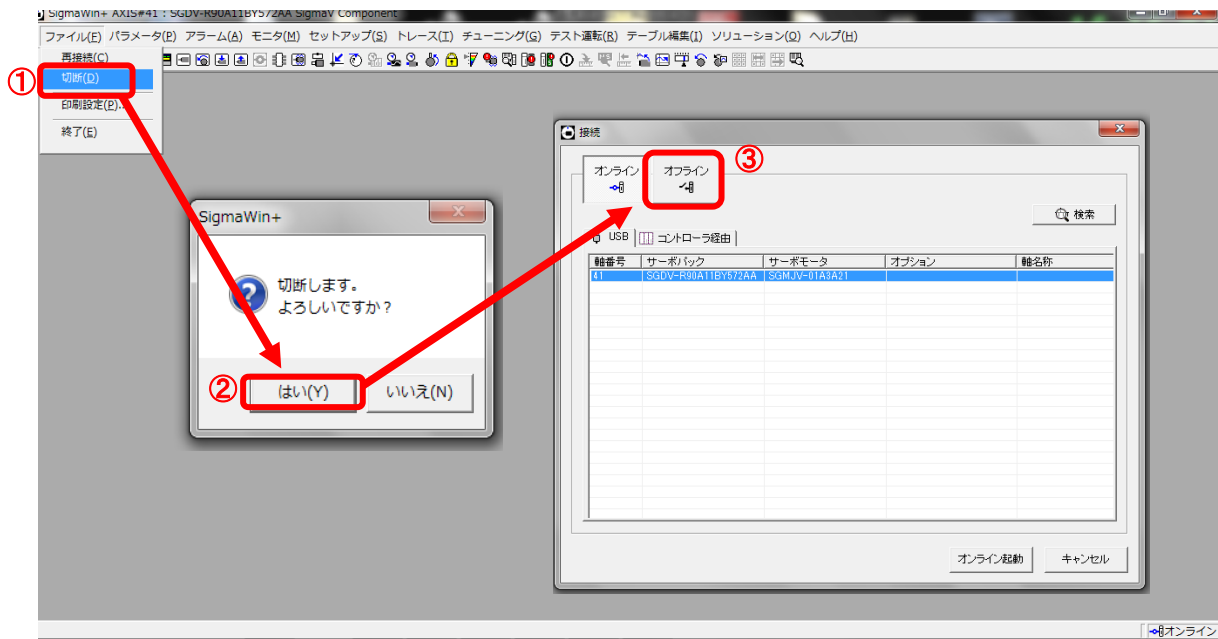 SigmaWin+ AXIS#41 : SGDV-R90A11BY572AA SigmaV Component
ファイル(F) パラメータ(P) アラーム(A) モニタ(M) セットアップ(S) トレース(T) チューニング(G) テスト運転(R) テーブル編集(I) ソリューション(O) ヘルプ(H)
再接続(C)
①
切断(D)
印刷設定(P)...
終了(E)
SigmaWin+
切断します。
よろしいですか?
②
はい(Y) いいえ(N)
接続
オンライン オフライン
③
検索
USB コントローラ経由
軸番号 サーボパック サーボモータ オプション 軸名称
41 SGDV-R90A11BY572AA SGMJV-01A3A21
オンライン起動 キャンセル
オンライン